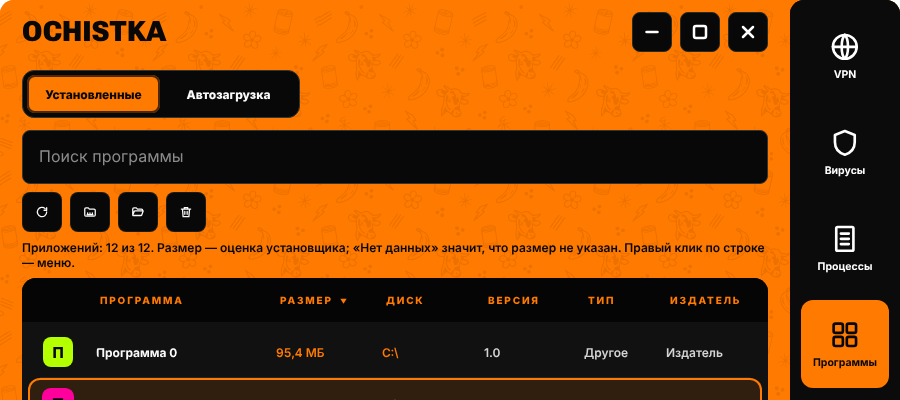 OCHISTKA
Установленные
Автозагрузка
Поиск программы
Приложений: 12 из 12. Размер — оценка установщика; «Нет данных» значит, что размер не указан. Правый клик по строке
— меню.
ПРОГРАММА РАЗМЕР ▼ ДИСК ВЕРСИЯ ТИП ИЗДАТЕЛЬ
П Программа 0 95,4 МБ C:\ 1.0 Другое Издатель
VPN
Вирусы
Процессы
Программы